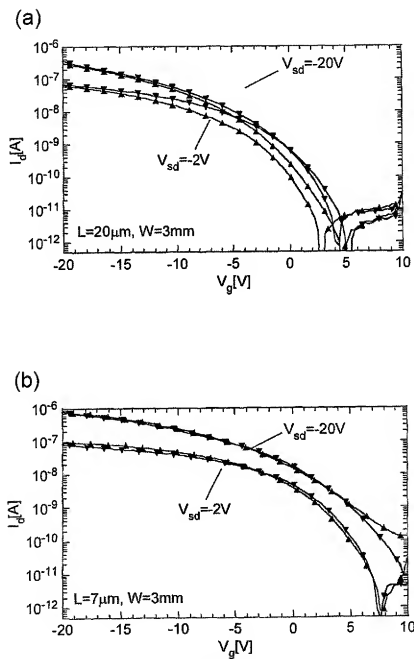 (a)
10^-6
10^-7
10^-8
10^-9
10^-10
10^-11
10^-12
I_d[A]
V_sd=-20V
V_sd=-2V
L=20μm, W=3mm
-20 -15 -10 -5 0 5 10
V_g[V]
(b)
10^-6
10^-7
10^-8
10^-9
10^-10
10^-11
10^-12
I_d[A]
V_sd=-20V
V_sd=-2V
L=7μm, W=3mm
-20 -15 -10 -5 0 5 10
V_g[V]